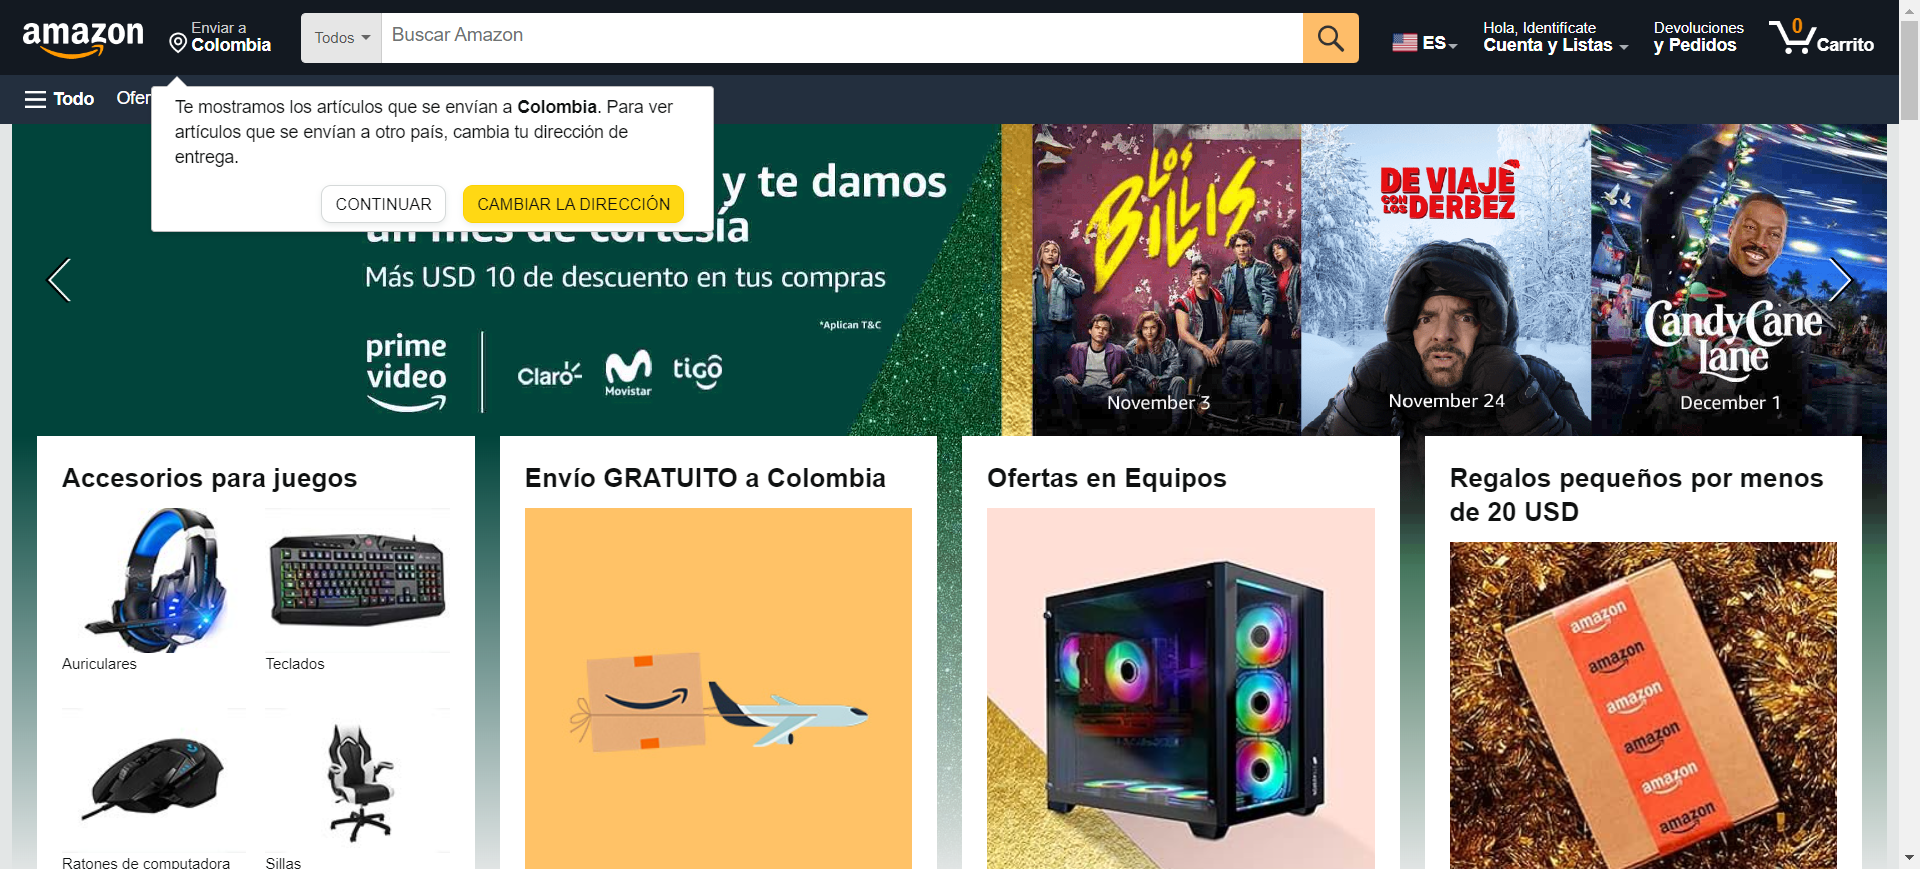 amazon
Enviar a
Colombia
Todos
Buscar Amazon
ES
Hola, Identifícate
Cuenta y Listas
Devoluciones
y Pedidos
0
Carrito
Todo
Ofer
Te mostramos los artículos que se envían a Colombia. Para ver
artículos que se envían a otro país, cambia tu dirección de
entrega.
CONTINUAR
CAMBIAR LA DIRECCIÓN
y te damos
un mes de cortesía
Más USD 10 de descuento en tus compras
*Aplican T&C
prime
video
Claro
Movistar
tigo
LOS
BILLIS
November 3
DE VIAJE
CON LOS DERBEZ
November 24
Candy Cane
Lane
December 1
Accesorios para juegos
Auriculares
Teclados
Ratones de computadora
Sillas
Envío GRATUITO a Colombia
Ofertas en Equipos
Regalos pequeños por menos
de 20 USD
amazon
amazon
amazon
amazon
amazon
amazon